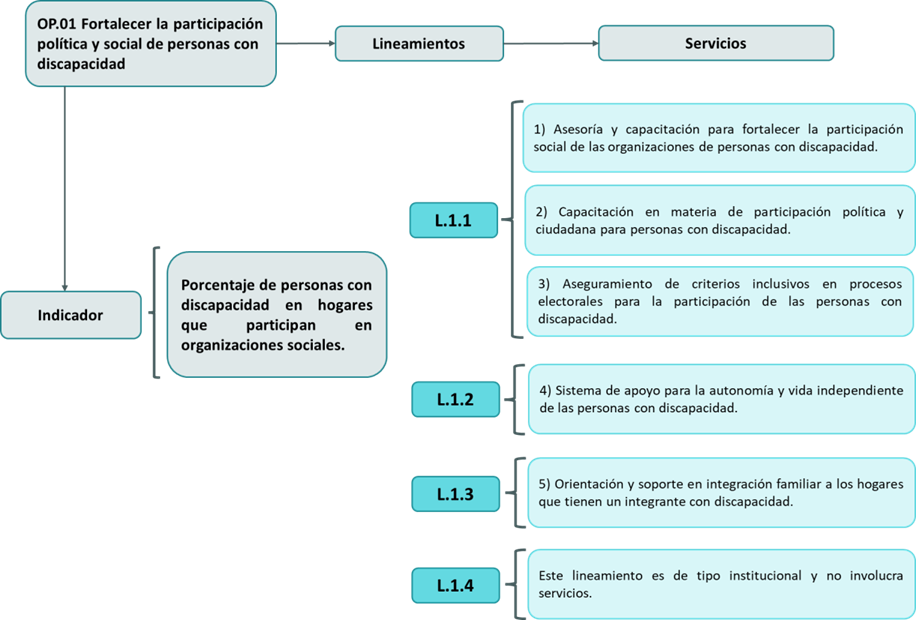 OP.01 Fortalecer la participación
política y social de personas con
discapacidad
Lineamientos
Servicios
Indicador
Porcentaje de personas con
discapacidad en hogares
que participan en
organizaciones sociales.
L.1.1
1) Asesoría y capacitación para fortalecer la participación
social de las organizaciones de personas con discapacidad.
2) Capacitación en materia de participación política y
ciudadana para personas con discapacidad.
3) Aseguramiento de criterios inclusivos en procesos
electorales para la participación de las personas con
discapacidad.
L.1.2
4) Sistema de apoyo para la autonomía y vida independiente
de las personas con discapacidad.
L.1.3
5) Orientación y soporte en integración familiar a los hogares
que tienen un integrante con discapacidad.
L.1.4
Este lineamiento es de tipo institucional y no involucra
servicios.